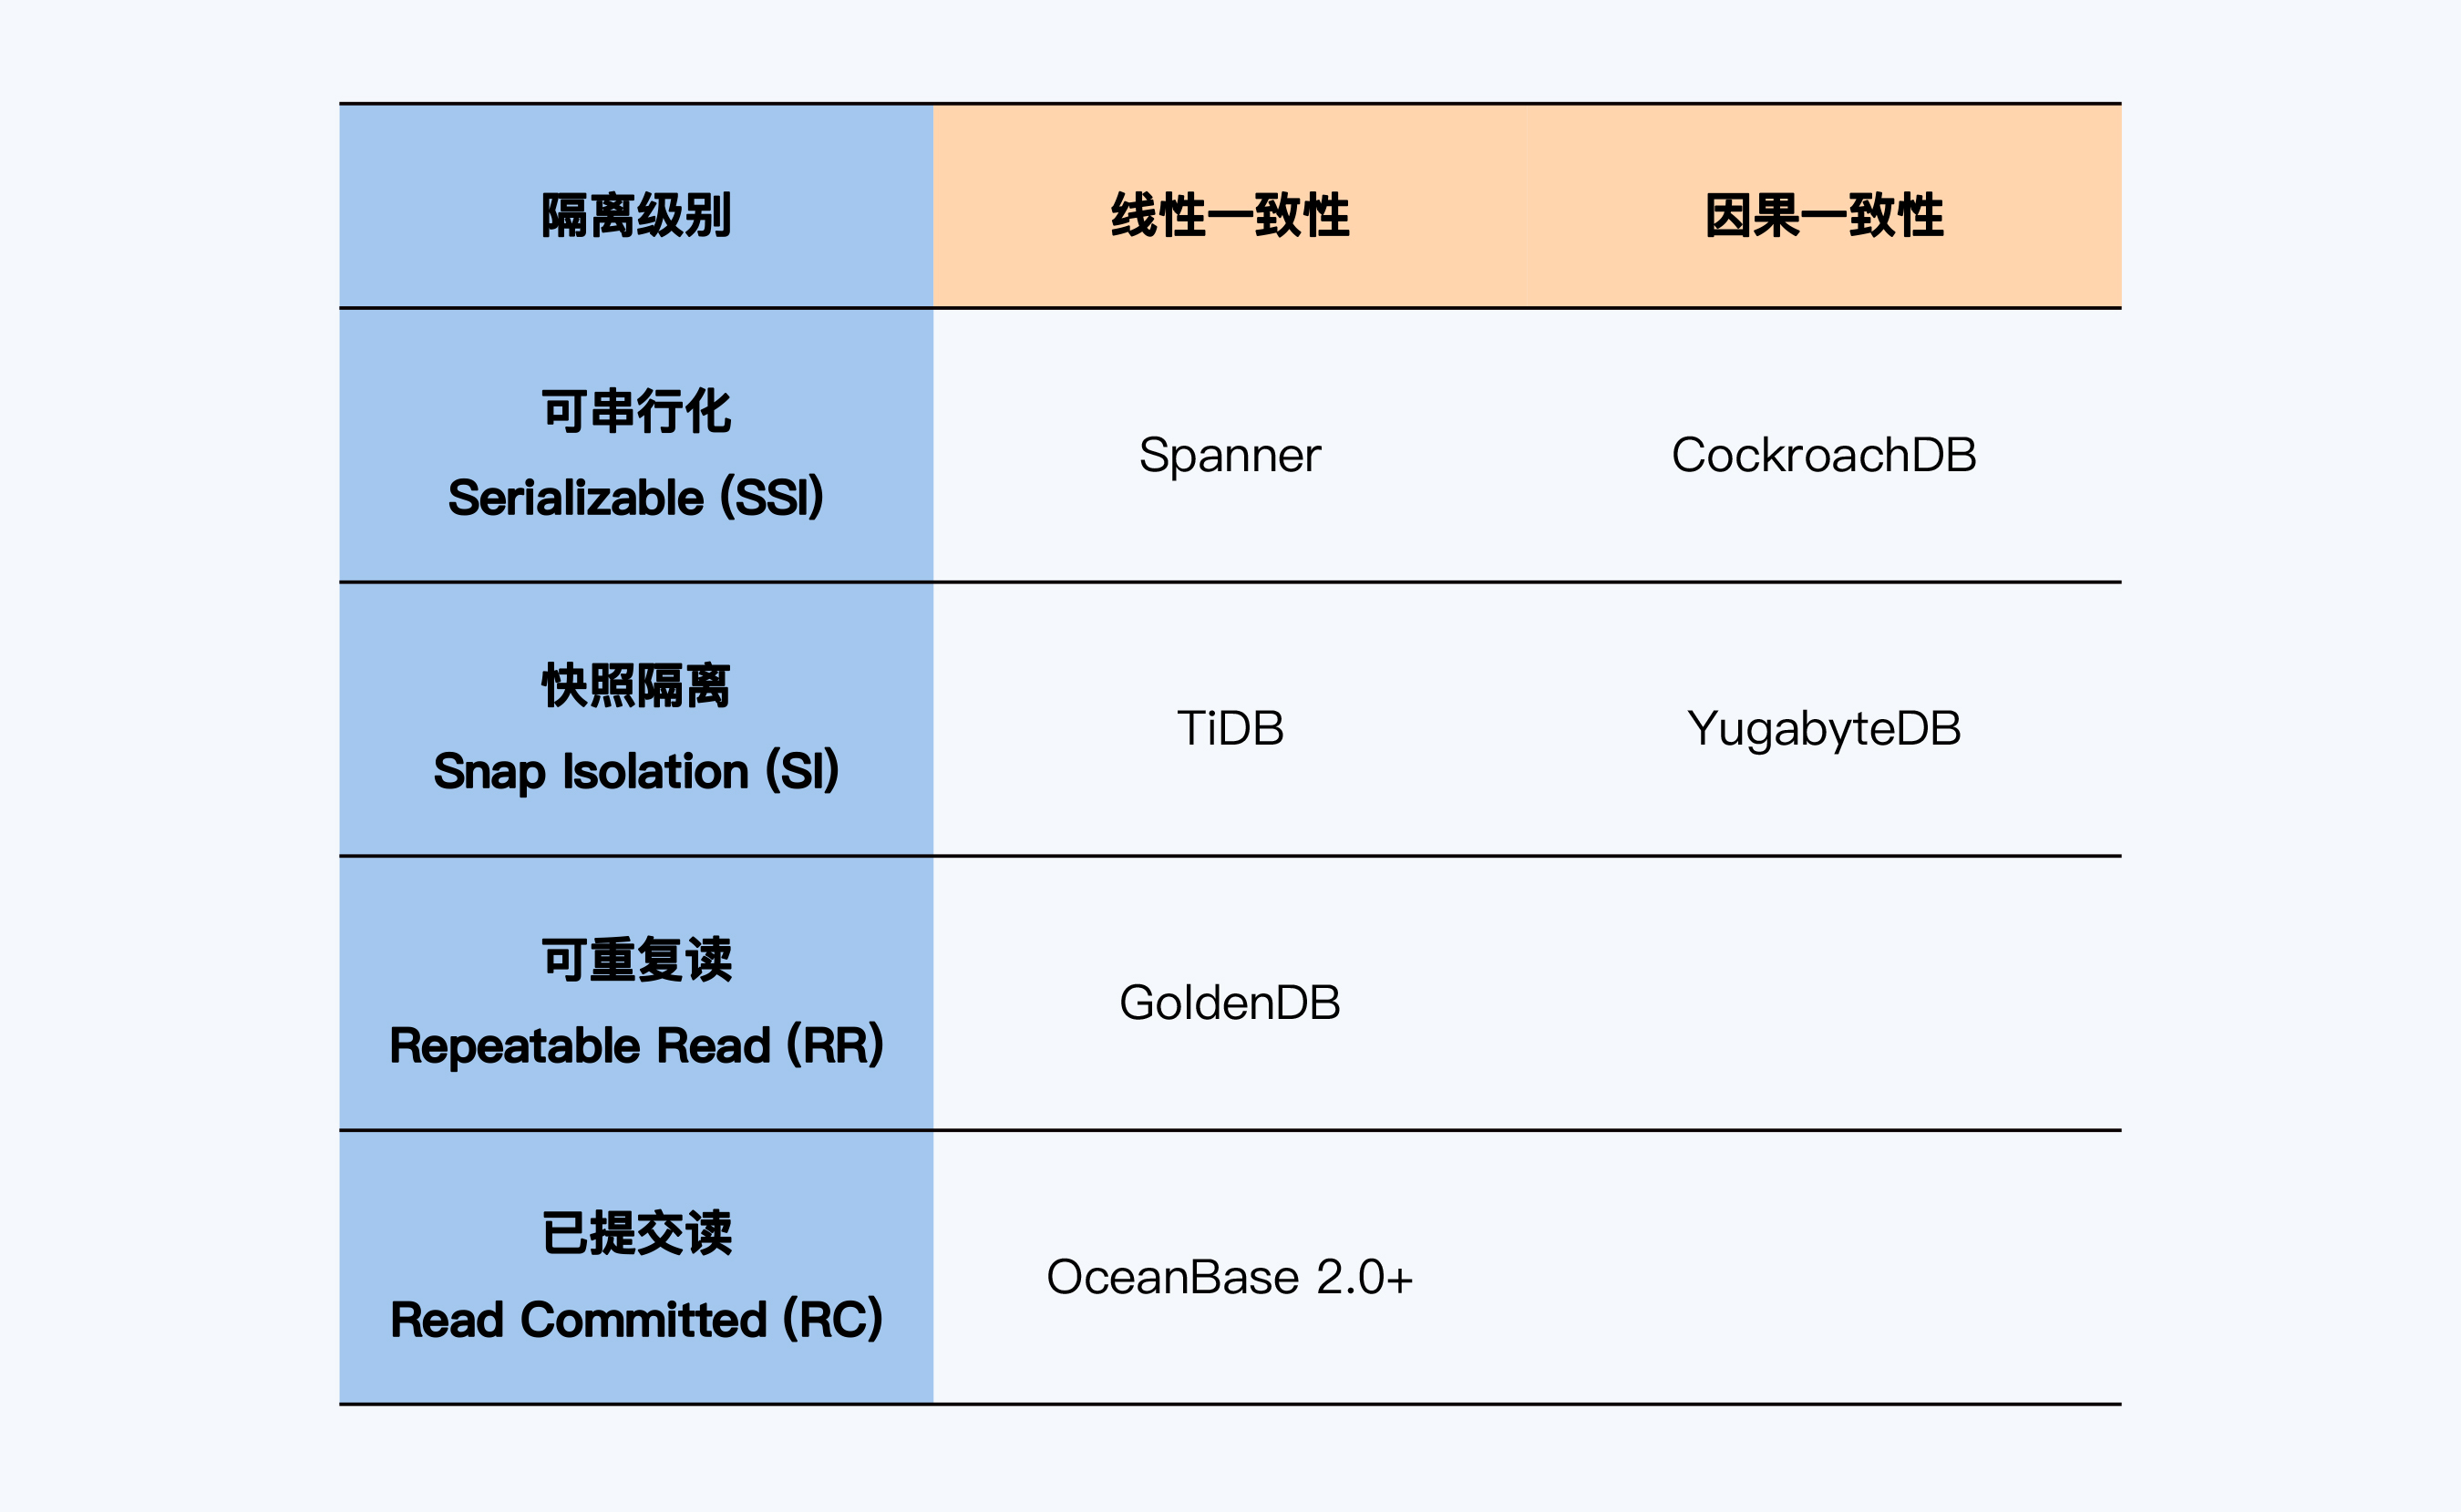 隔离级别 线性一致性 因果一致性
可串行化
Serializable (SSI)
Spanner CockroachDB
快照隔离
Snap Isolation (SI)
TiDB YugabyteDB
可重复读
Repeatable Read (RR)
GoldenDB
已提交读
Read Committed (RC)
OceanBase 2.0+